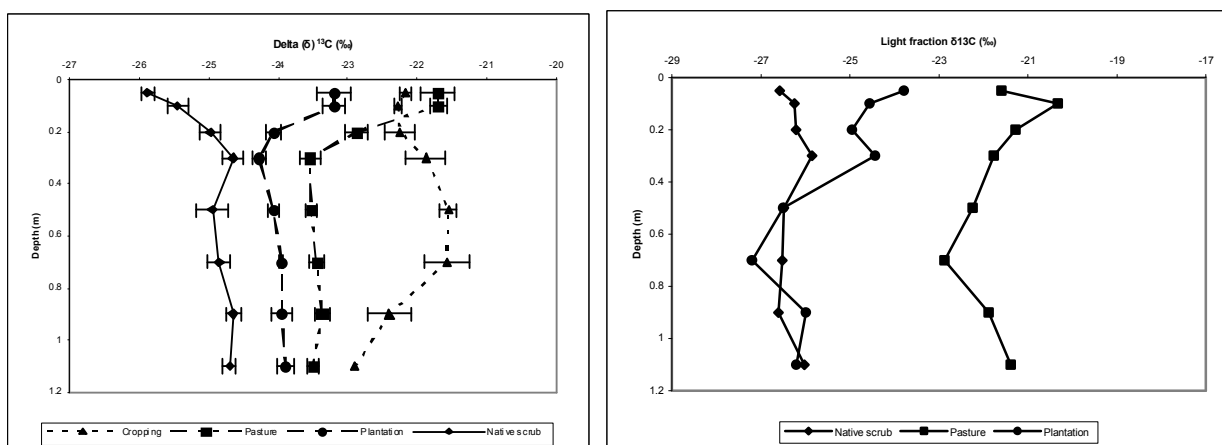 Delta (δ) ¹³C (‰)
-27 -26 -25 -24 -23 -22 -21 -20
0
0.2
0.4
0.6
0.8
1
1.2
Depth (m)
Cropping Pasture Plantation Native scrub
Light fraction δ13C (‰)
-29 -27 -25 -23 -21 -19 -17
0
0.2
0.4
0.6
0.8
1
1.2
Depth (m)
Native scrub Pasture Plantation